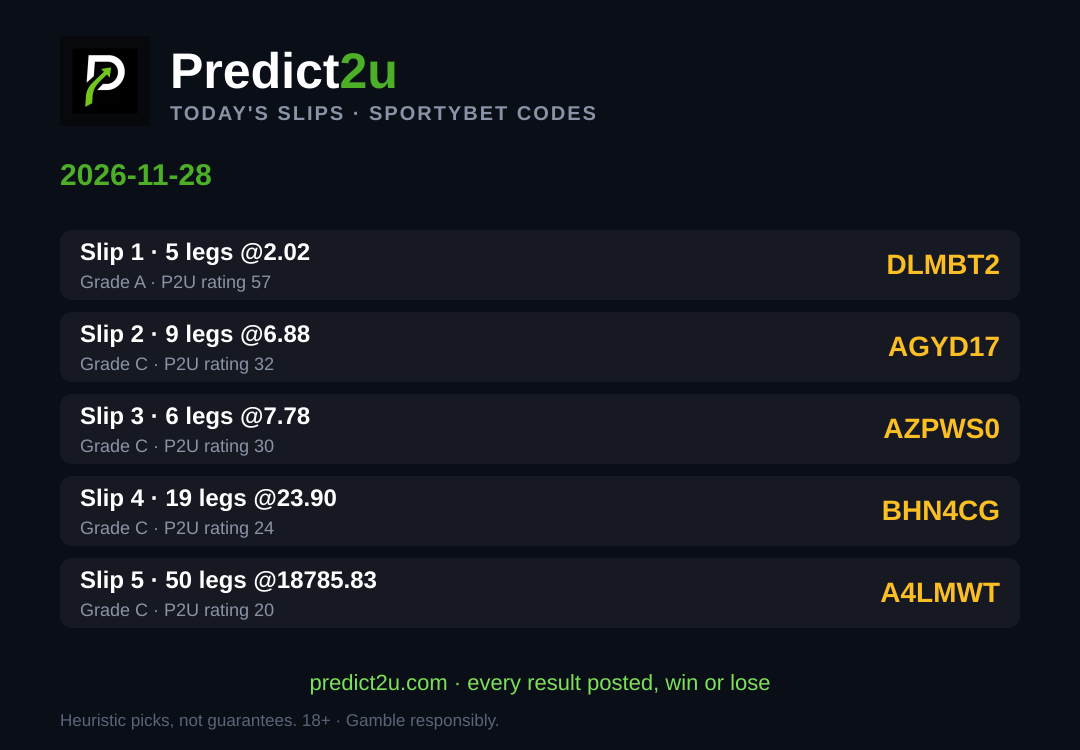 Predict2u
TODAY'S SLIPS · SPORTYBET CODES
2026-11-28
Slip 1 · 5 legs @2.02
Grade A · P2U rating 57
DLMBT2
Slip 2 · 9 legs @6.88
Grade C · P2U rating 32
AGYD17
Slip 3 · 6 legs @7.78
Grade C · P2U rating 30
AZPWS0
Slip 4 · 19 legs @23.90
Grade C · P2U rating 24
BHN4CG
Slip 5 · 50 legs @18785.83
Grade C · P2U rating 20
A4LMWT
predict2u.com · every result posted, win or lose
Heuristic picks, not guarantees. 18+ · Gamble responsibly.